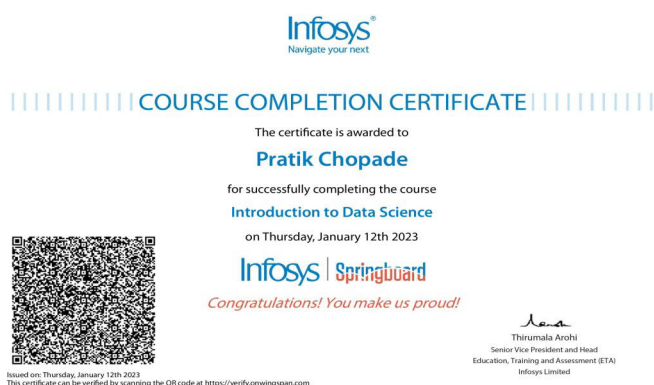 Infosys®
Navigate your next
COURSE COMPLETION CERTIFICATE
The certificate is awarded to
Pratik Chopade
for successfully completing the course
Introduction to Data Science
on Thursday, January 12th 2023
Infosys | Springboard
Congratulations! You make us proud!
Thirumala Arohi
Senior Vice President and Head
Education, Training and Assessment (ETA)
Infosys Limited
Issued on: Thursday, January 12th 2023
This certificate can be verified by scanning the QR code at https://verify.onwingspan.com